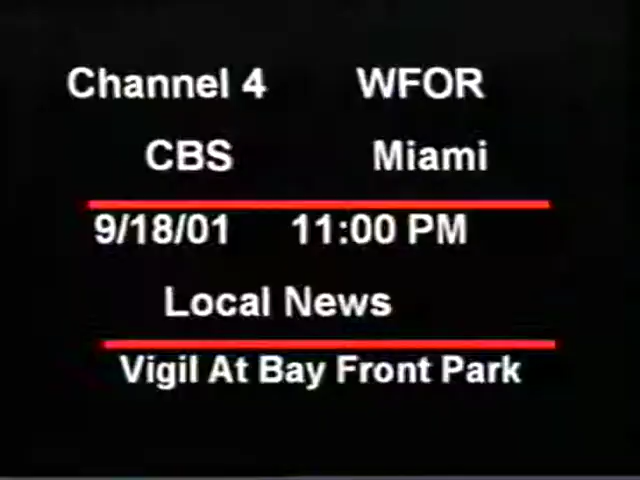 Channel 4 WFOR
CBS Miami
9/18/01 11:00 PM
Local News
Vigil At Bay Front Park